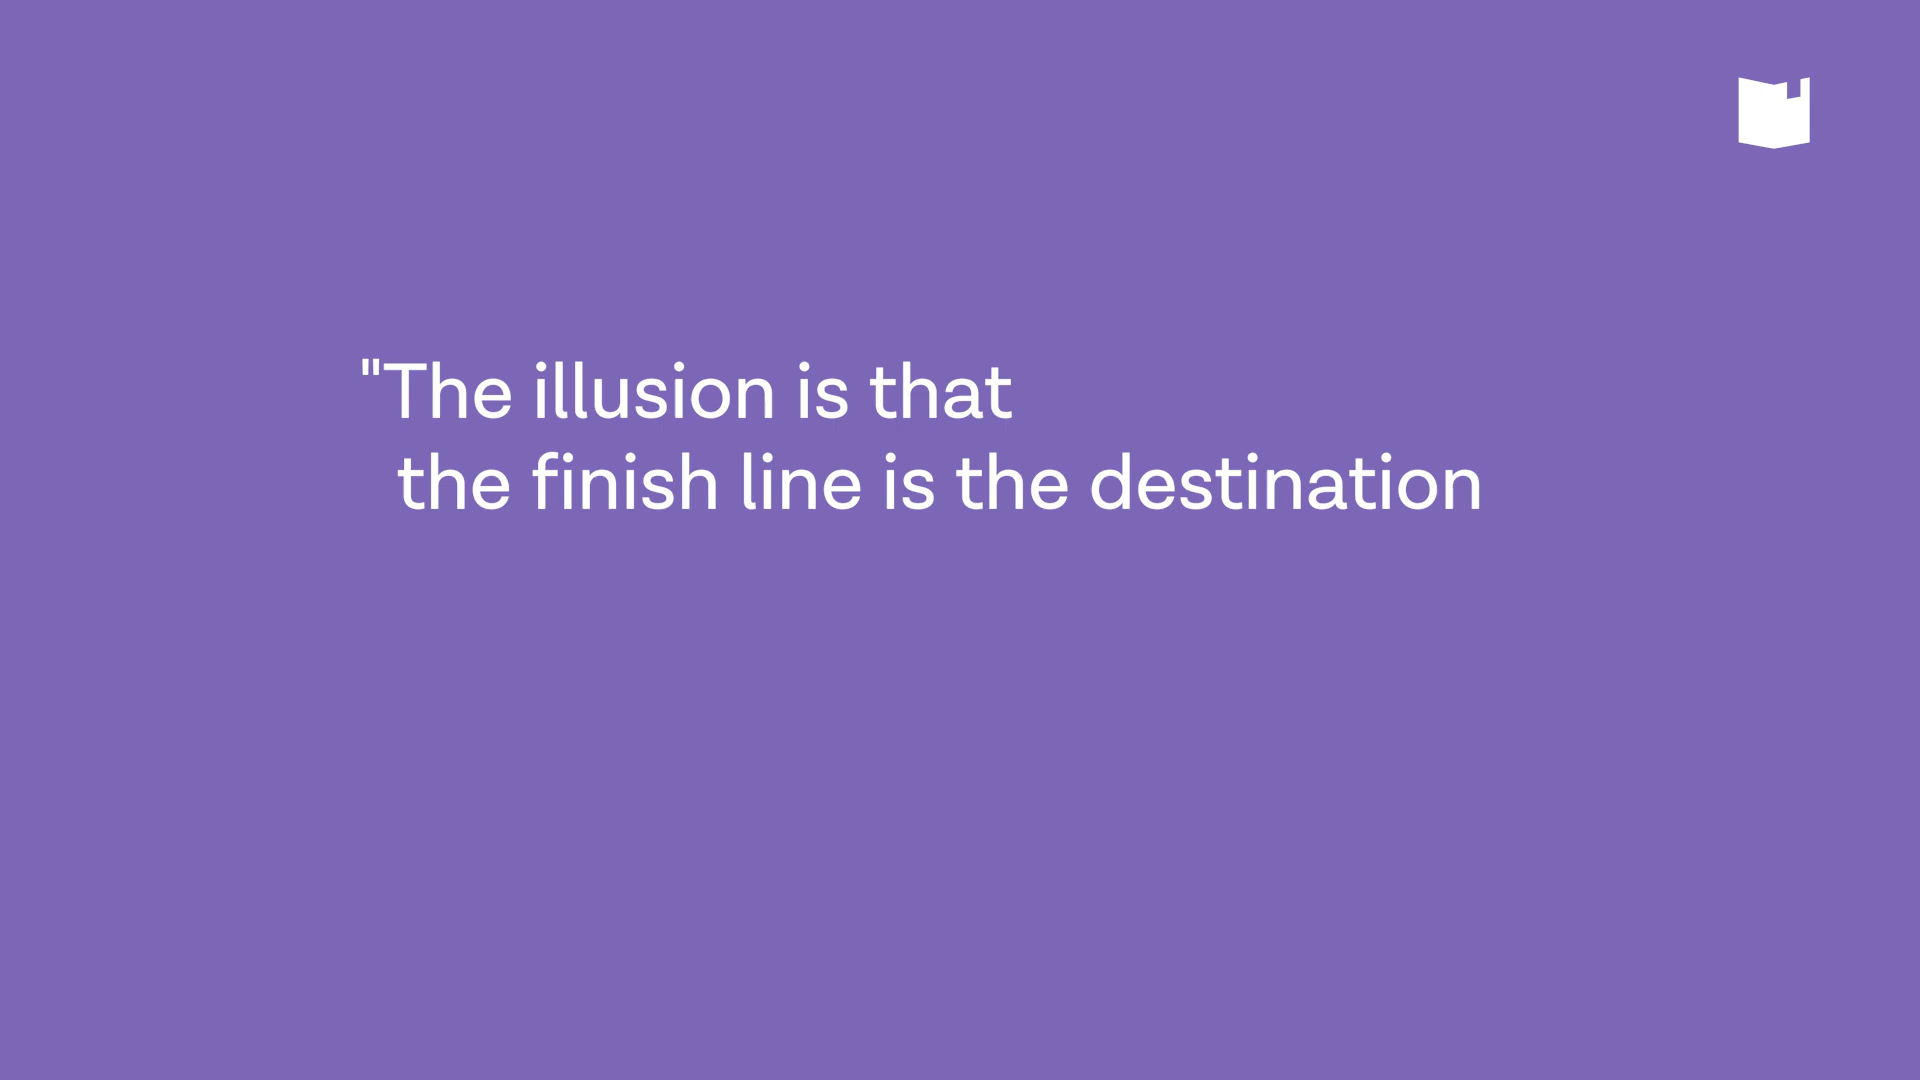 "The illusion is that
the finish line is the destination